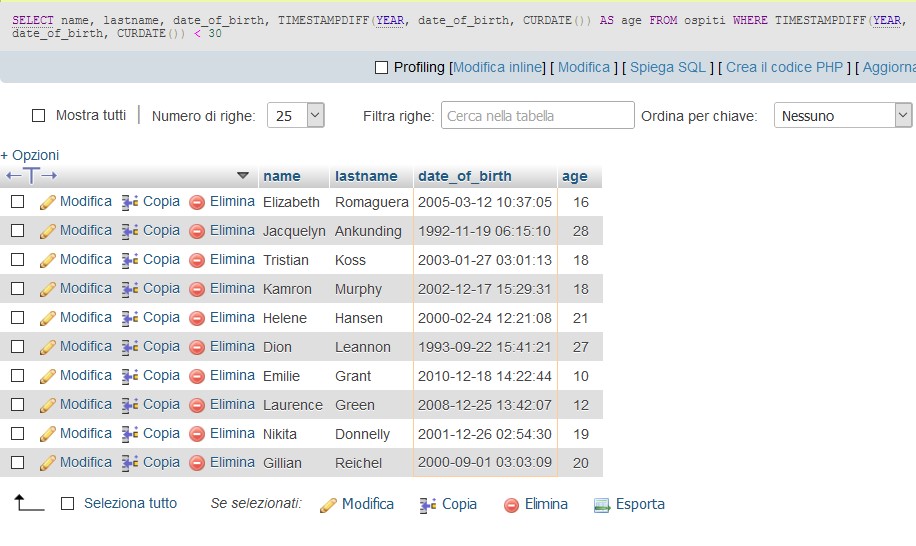 SELECT name, lastname, date_of_birth, TIMESTAMPDIFF(YEAR, date_of_birth, CURDATE()) AS age FROM ospiti WHERE TIMESTAMPDIFF(YEAR,
date_of_birth, CURDATE()) < 30
Profiling [Modifica inline] [ Modifica ] [ Spiega SQL ] [ Crea il codice PHP ] [ Aggiorna
Mostra tutti Numero di righe: 25 Filtra righe: Cerca nella tabella Ordina per chiave: Nessuno
+ Opzioni
name lastname date_of_birth age
Modifica Copia Elimina Elizabeth Romaguera 2005-03-12 10:37:05 16
Modifica Copia Elimina Jacquelyn Ankunding 1992-11-19 06:15:10 28
Modifica Copia Elimina Tristian Koss 2003-01-27 03:01:13 18
Modifica Copia Elimina Kamron Murphy 2002-12-17 15:29:31 18
Modifica Copia Elimina Helene Hansen 2000-02-24 12:21:08 21
Modifica Copia Elimina Dion Leannon 1993-09-22 15:41:21 27
Modifica Copia Elimina Emilie Grant 2010-12-18 14:22:44 10
Modifica Copia Elimina Laurence Green 2008-12-25 13:42:07 12
Modifica Copia Elimina Nikita Donnelly 2001-12-26 02:54:30 19
Modifica Copia Elimina Gillian Reichel 2000-09-01 03:03:09 20
Seleziona tutto Se selezionati: Modifica Copia Elimina Esporta